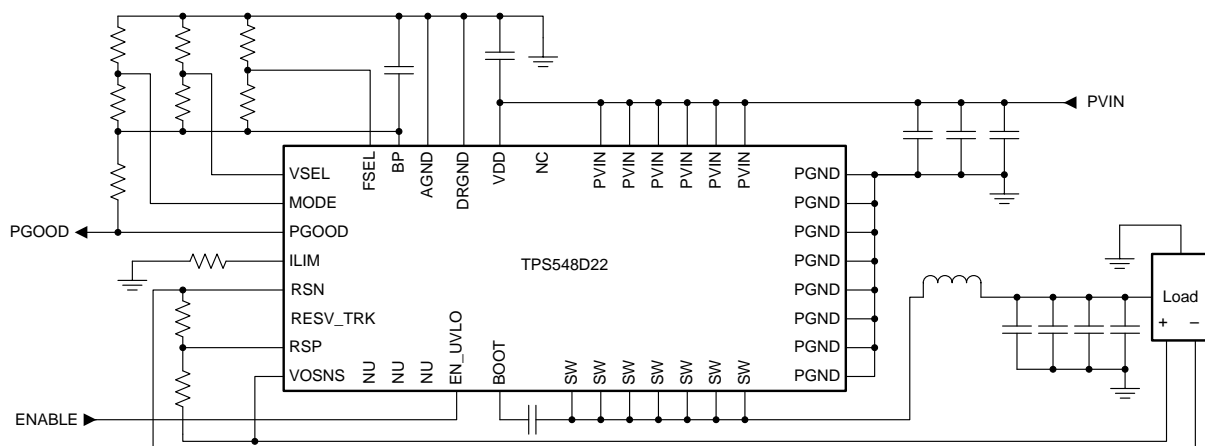 PVIN
FSEL
BP
AGND
DRGND
VDD
NC
PVIN
PVIN
PVIN
PVIN
PVIN
PVIN
VSEL
MODE
PGOOD
PGOOD
ILIM
RSN
RESV_TRK
RSP
VOSNS
TPS548D22
PGND
PGND
PGND
PGND
PGND
PGND
PGND
PGND
Load
+ –
NU
NU
NU
EN_UVLO
BOOT
SW
SW
SW
SW
SW
SW
SW
ENABLE